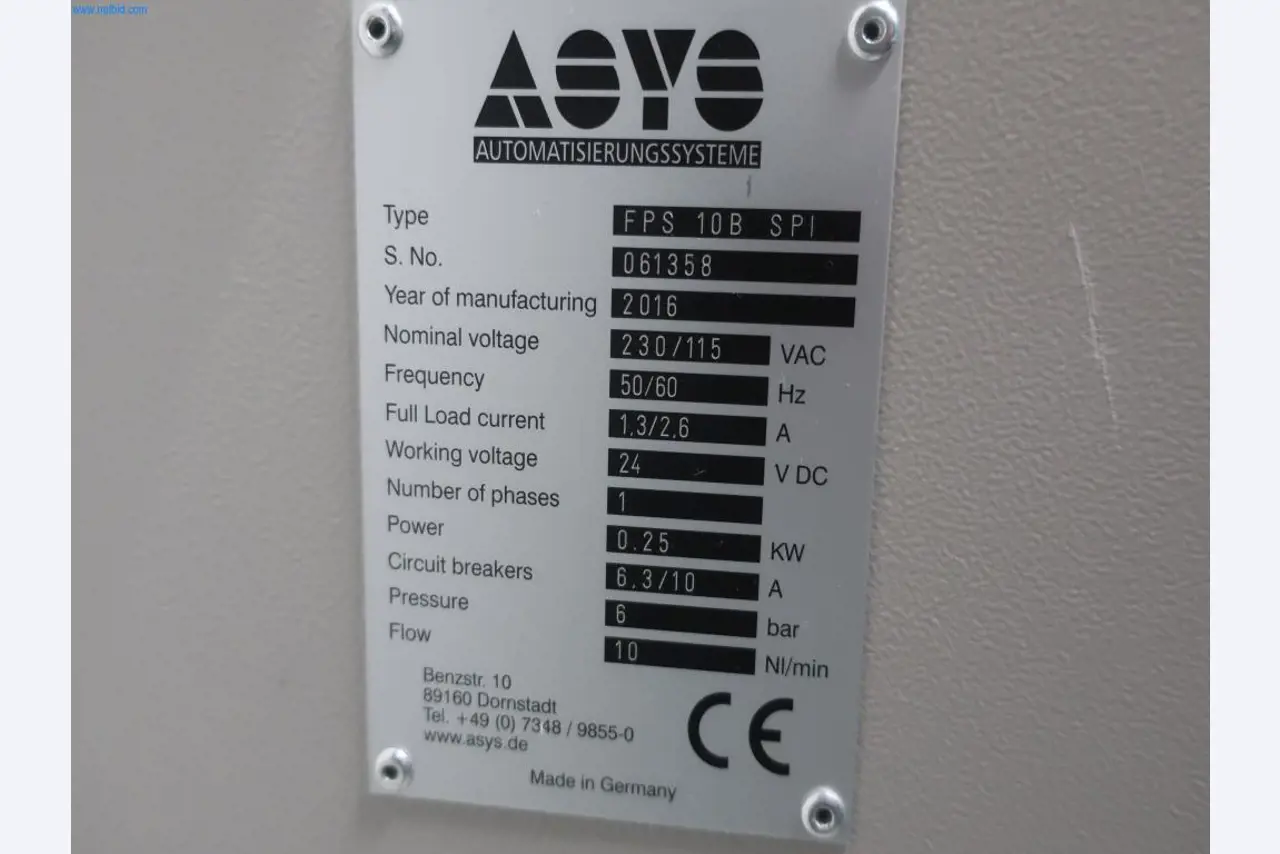 www.netbid.com
ASYS
AUTOMATISIERUNGSSYSTEME
Type FPS 10B SPI
S. No. 061358
Year of manufacturing 2016
Nominal voltage 230/115 VAC
Frequency 50/60 Hz
Full Load current 1,3/2,6 A
Working voltage 24 V DC
Number of phases 1
Power 0.25 KW
Circuit breakers 6.3/10 A
Pressure 6 bar
Flow 10 Nl/min
Benzstr. 10
89160 Dornstadt
Tel. +49 (0) 7348 / 9855-0
www.asys.de
CE
Made in Germany